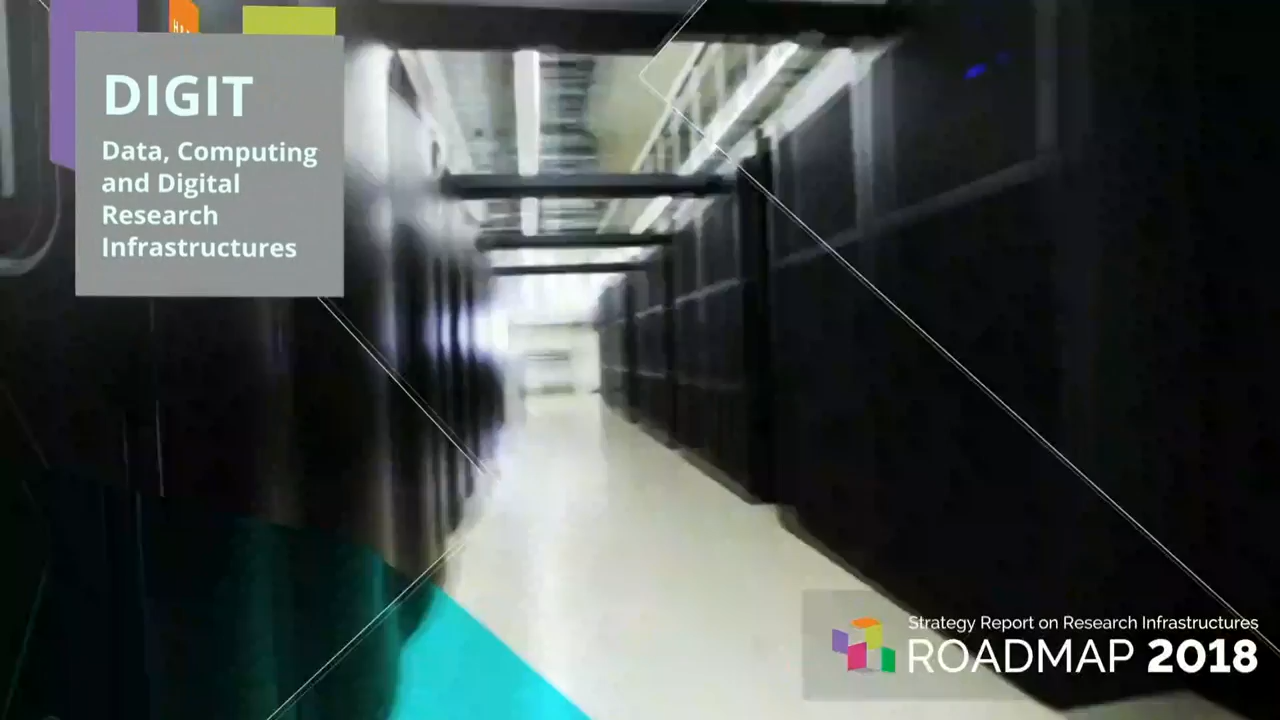 DIGIT
Data, Computing
and Digital
Research
Infrastructures
Strategy Report on Research Infrastructures
ROADMAP 2018